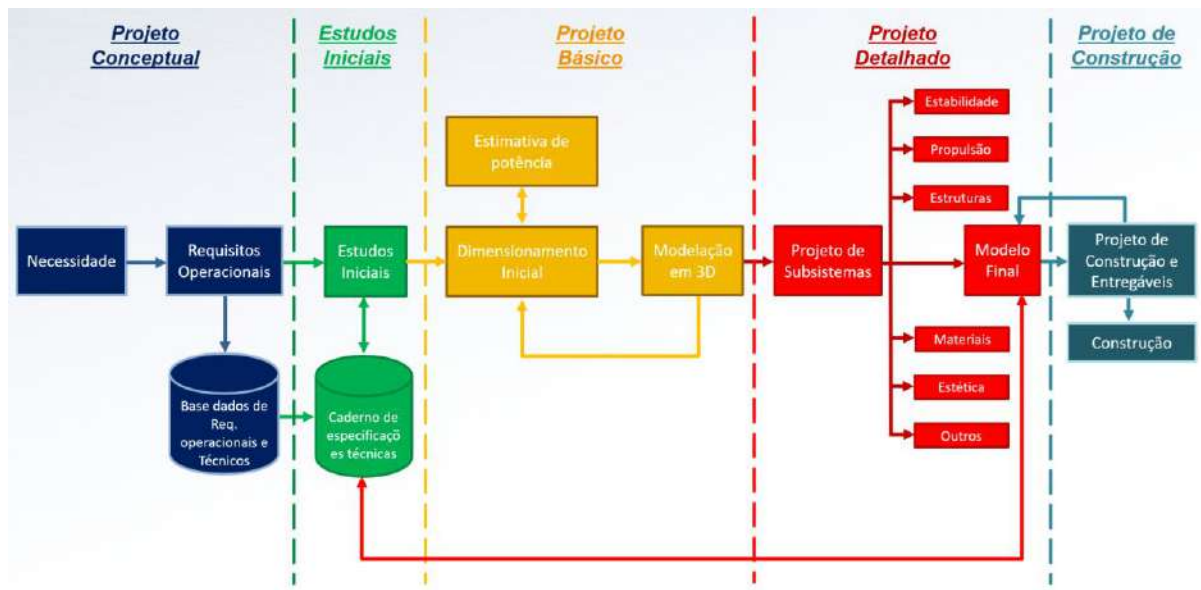 Projeto
Conceptual
Estudos
Iniciais
Projeto
Básico
Projeto
Detalhado
Projeto de
Construção
Necessidade
Requisitos
Operacionais
Base dados de
Req.
operacionais e
Técnicos
Estudos
Iniciais
Caderno de
especificaçõ
es técnicas
Estimativa de
potência
Dimensionamento
Inicial
Modelação
em 3D
Projeto de
Subsistemas
Estabilidade
Propulsão
Estruturas
Modelo
Final
Materiais
Estética
Outros
Projeto de
Construção e
Entregáveis
Construção